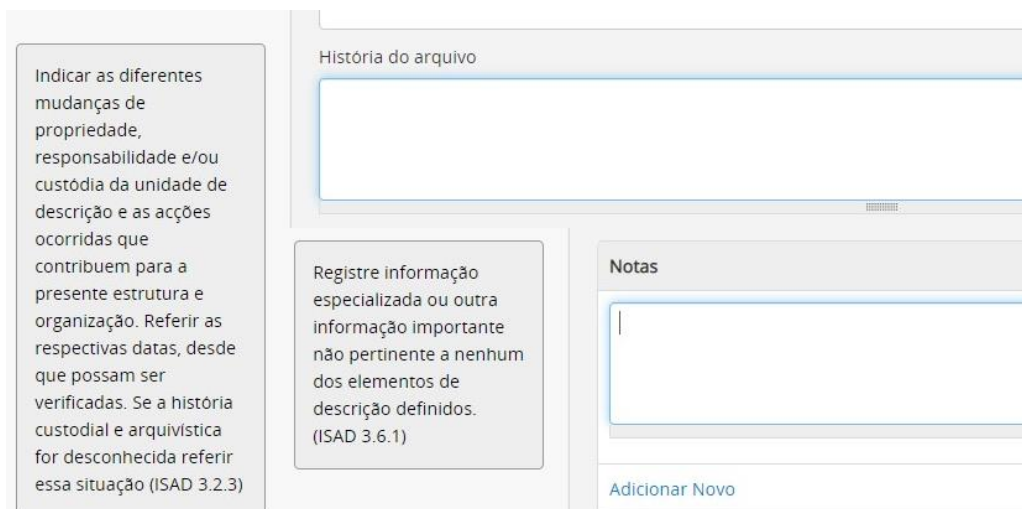 História do arquivo
Indicar as diferentes
mudanças de
propriedade,
responsabilidade e/ou
custódia da unidade de
descrição e as acções
ocorridas que
contribuem para a
presente estrutura e
organização. Referir as
respectivas datas, desde
que possam ser
verificadas. Se a história
custodial e arquivística
for desconhecida referir
essa situação (ISAD 3.2.3)
Registre informação
especializada ou outra
informação importante
não pertinente a nenhum
dos elementos de
descrição definidos.
(ISAD 3.6.1)
Notas
Adicionar Novo